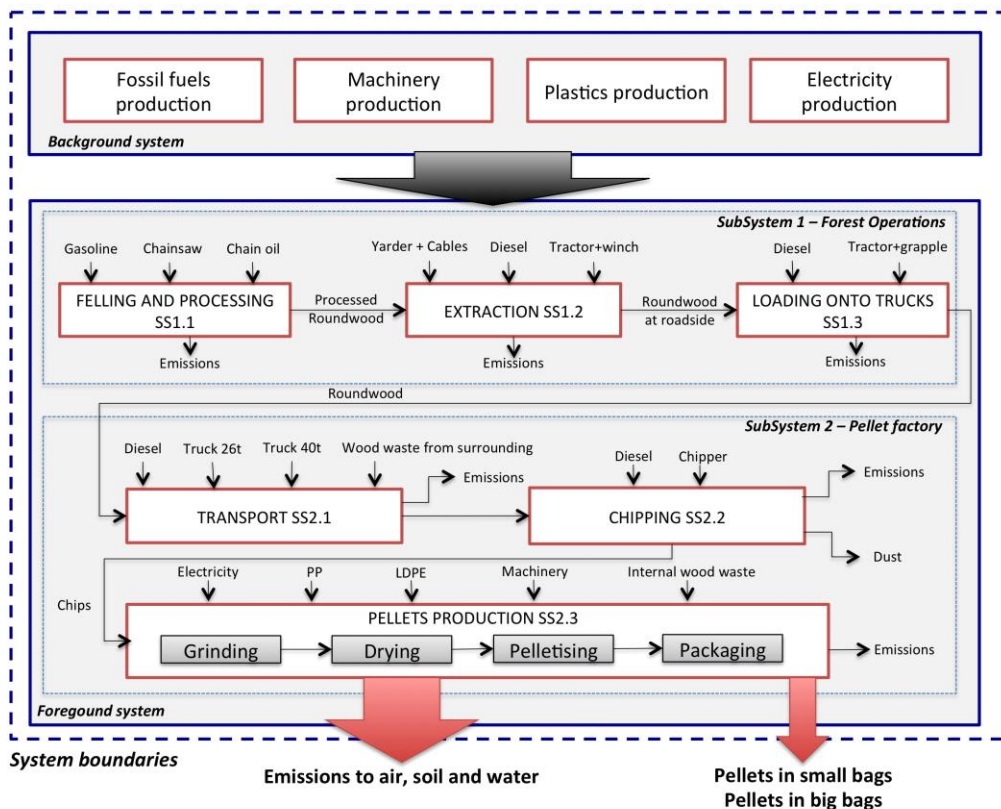 Fossil fuels
production
Machinery
production
Plastics production
Electricity
production
Background system
SubSystem 1 – Forest Operations
Gasoline
Chainsaw
Chain oil
Yarder + Cables
Diesel
Tractor+winch
Diesel
Tractor+grapple
FELLING AND PROCESSING
SS1.1
Processed
Roundwood
EXTRACTION SS1.2
Roundwood
at roadside
LOADING ONTO TRUCKS
SS1.3
Emissions
Emissions
Emissions
Roundwood
SubSystem 2 – Pellet factory
Diesel
Truck 26t
Truck 40t
Wood waste from surrounding
Emissions
Diesel
Chipper
Emissions
TRANSPORT SS2.1
CHIPPING SS2.2
Dust
Electricity
PP
LDPE
Machinery
Internal wood waste
Chips
PELLETS PRODUCTION SS2.3
Grinding
Drying
Pelletising
Packaging
Emissions
Foreground system
System boundaries
Emissions to air, soil and water
Pellets in small bags
Pellets in big bags